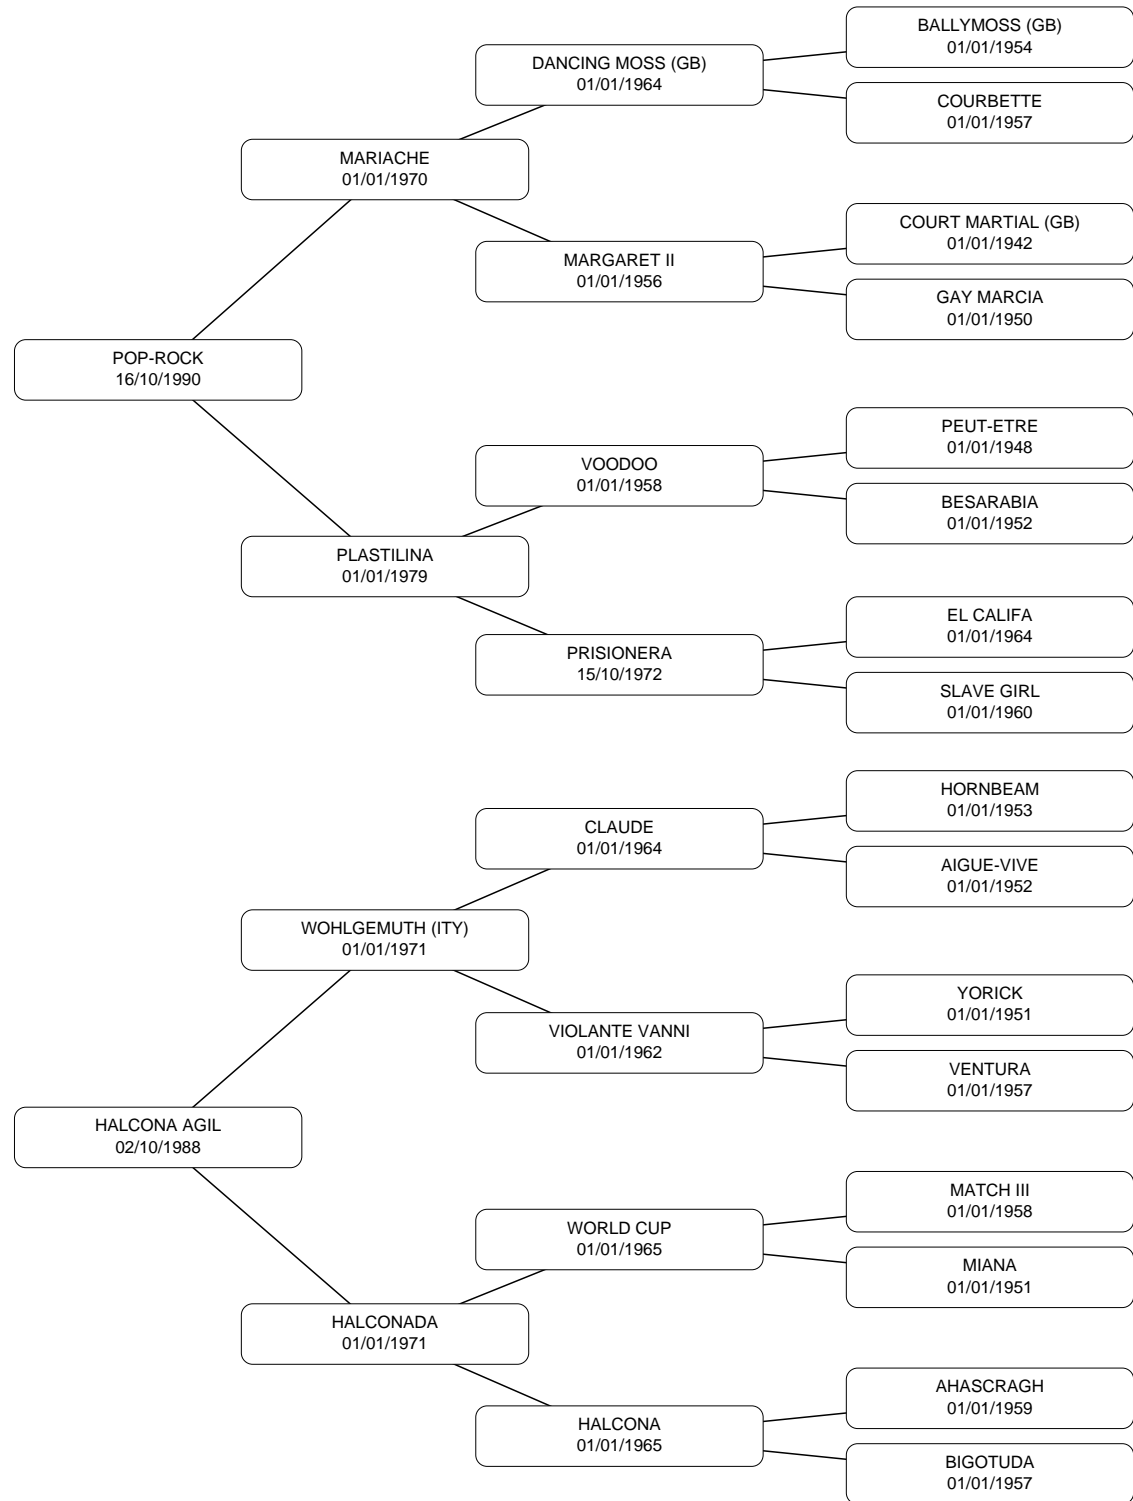 BALLYMOSS (GB)
01/01/1954
DANCING MOSS (GB)
01/01/1964
COURBETTE
01/01/1957
MARIACHE
01/01/1970
COURT MARTIAL (GB)
01/01/1942
MARGARET II
01/01/1956
GAY MARCIA
01/01/1950
POP-ROCK
16/10/1990
PEUT-ETRE
01/01/1948
VOODOO
01/01/1958
BESARABIA
01/01/1952
PLASTILINA
01/01/1979
EL CALIFA
01/01/1964
PRISIONERA
15/10/1972
SLAVE GIRL
01/01/1960
HORNBEAM
01/01/1953
CLAUDE
01/01/1964
AIGUE-VIVE
01/01/1952
WOHLGEMUTH (ITY)
01/01/1971
YORICK
01/01/1951
VIOLANTE VANNI
01/01/1962
VENTURA
01/01/1957
HALCONA AGIL
02/10/1988
MATCH III
01/01/1958
WORLD CUP
01/01/1965
MIANA
01/01/1951
HALCONADA
01/01/1971
AHASCRAGH
01/01/1959
HALCONA
01/01/1965
BIGOTUDA
01/01/1957